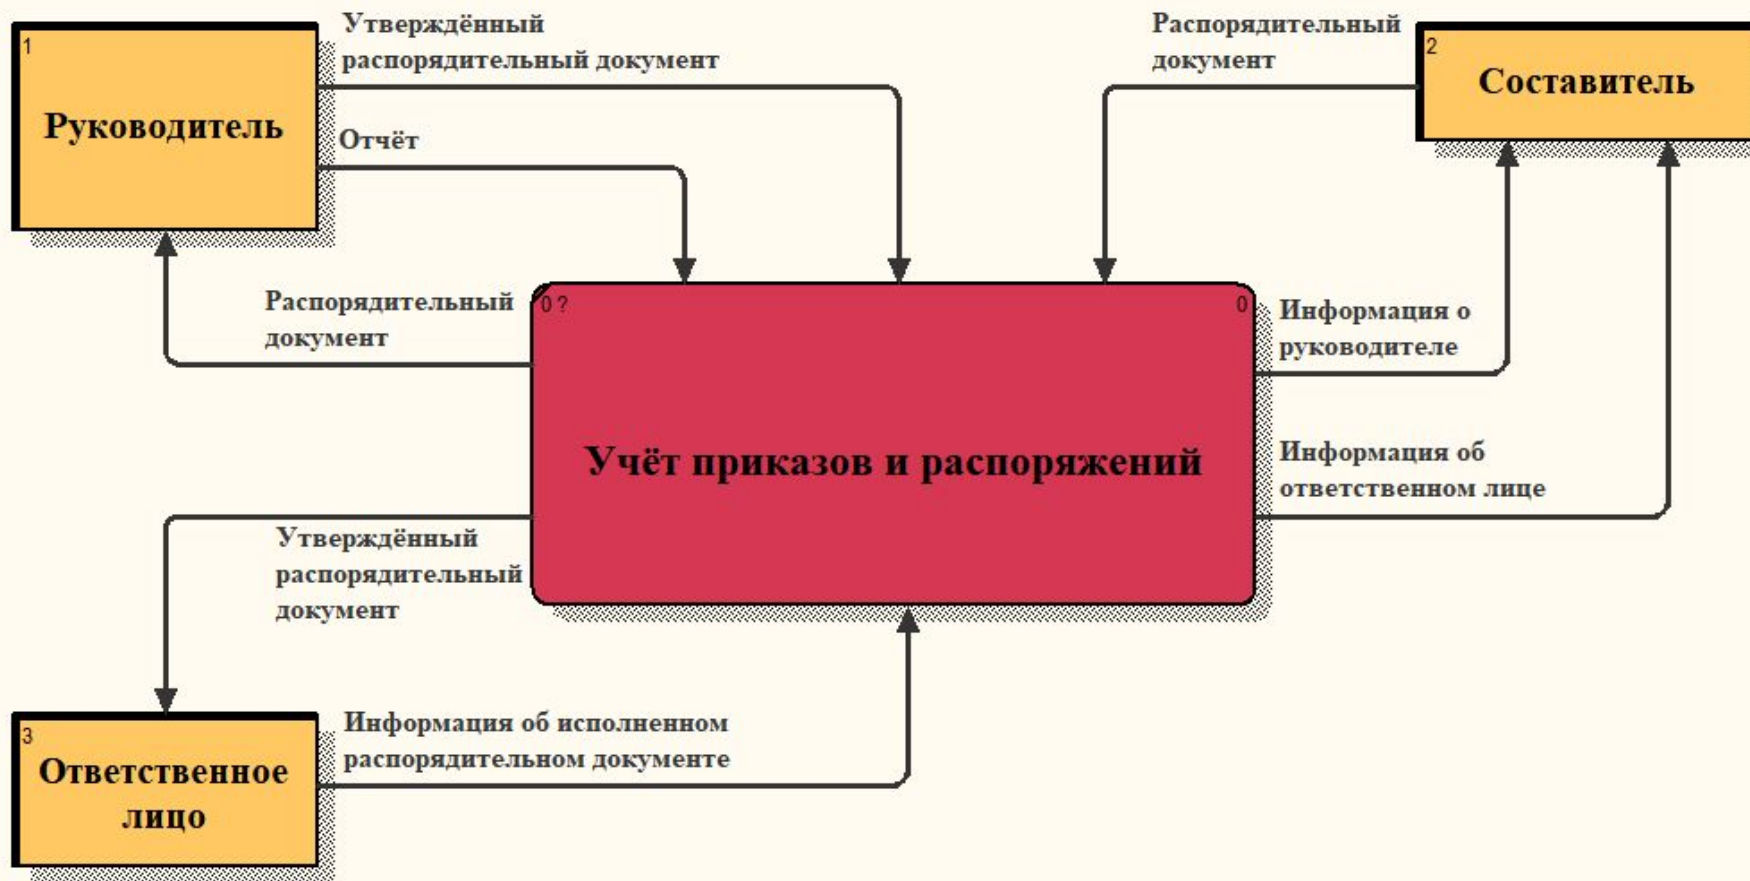 1
Руководитель
Утверждённый
распорядительный документ
Отчёт
Распорядительный
документ
2
Составитель
Распорядительный
документ
0 ?
0
Учёт приказов и распоряжений
Информация о
руководителе
Информация об
ответственном лице
Утверждённый
распорядительный
документ
3
Ответственное
лицо
Информация об исполненном
распорядительном документе